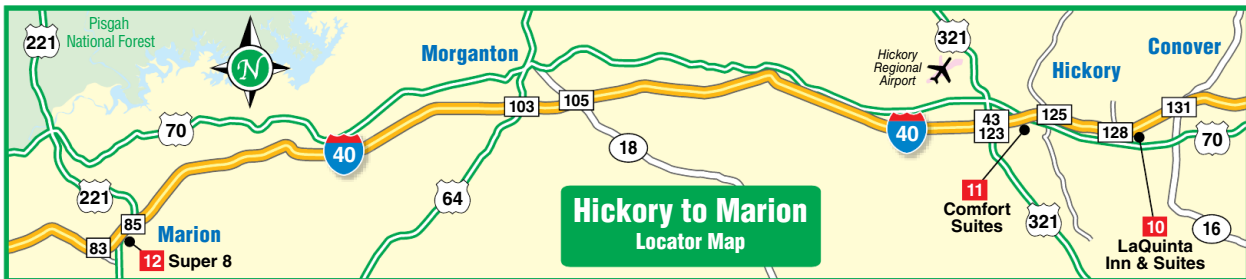 221
Pisgah
National Forest
N
Morganton
321
Hickory
Regional
Airport
Hickory
Conover
70
40
103
105
18
64
40
43
123
125
128
131
70
221
85
83
Marion
12 Super 8
Hickory to Marion
Locator Map
11
Comfort
Suites
321
10
LaQuinta
Inn & Suites
16